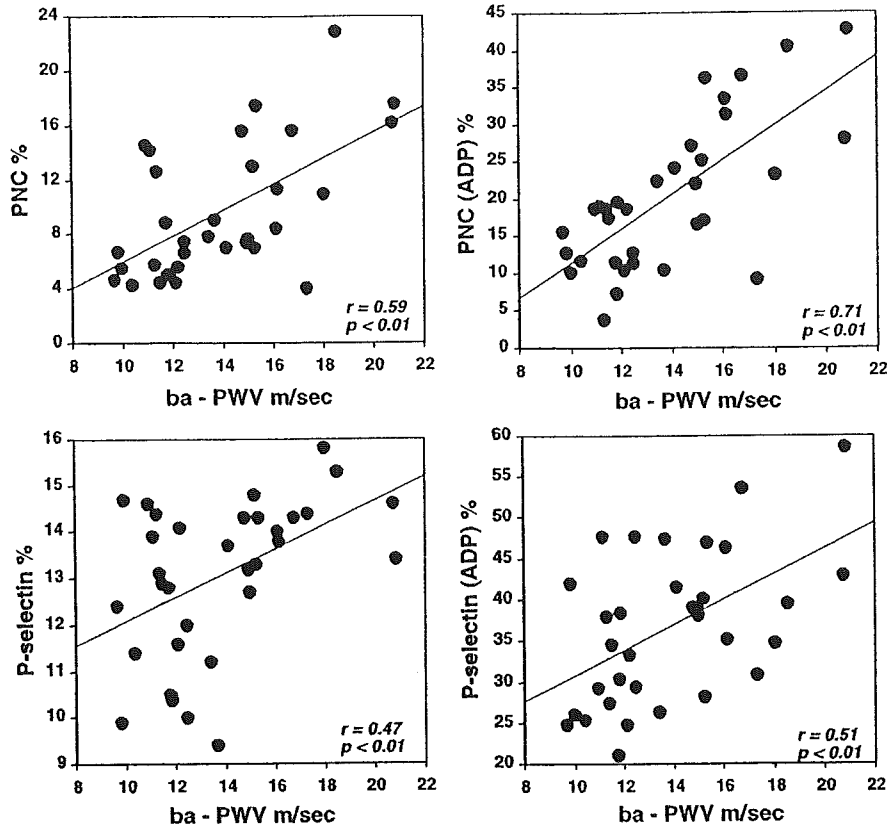 PNC %
24
20
16
12
8
4
0
r = 0.59
p < 0.01
10 12 14 16 18 20 22
ba - PWV m/sec
PNC (ADP) %
45
40
35
30
25
20
15
10
5
0
r = 0.71
p < 0.01
8 10 12 14 16 18 20 22
ba - PWV m/sec
P-selectin %
16
15
14
13
12
11
10
9
r = 0.47
p < 0.01
8 10 12 14 16 18 20 22
ba - PWV m/sec
P-selectin (ADP) %
60
55
50
45
40
35
30
25
20
r = 0.51
p < 0.01
8 10 12 14 16 18 20 22
ba - PWV m/sec